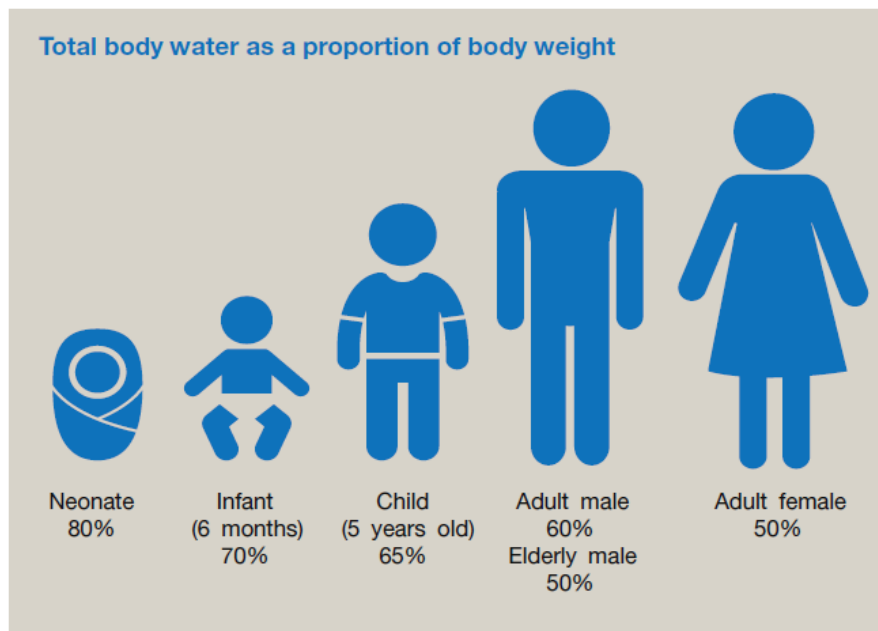 Total body water as a proportion of body weight
Neonate
80%
Infant
(6 months)
70%
Child
(5 years old)
65%
Adult male
60%
Elderly male
50%
Adult female
50%